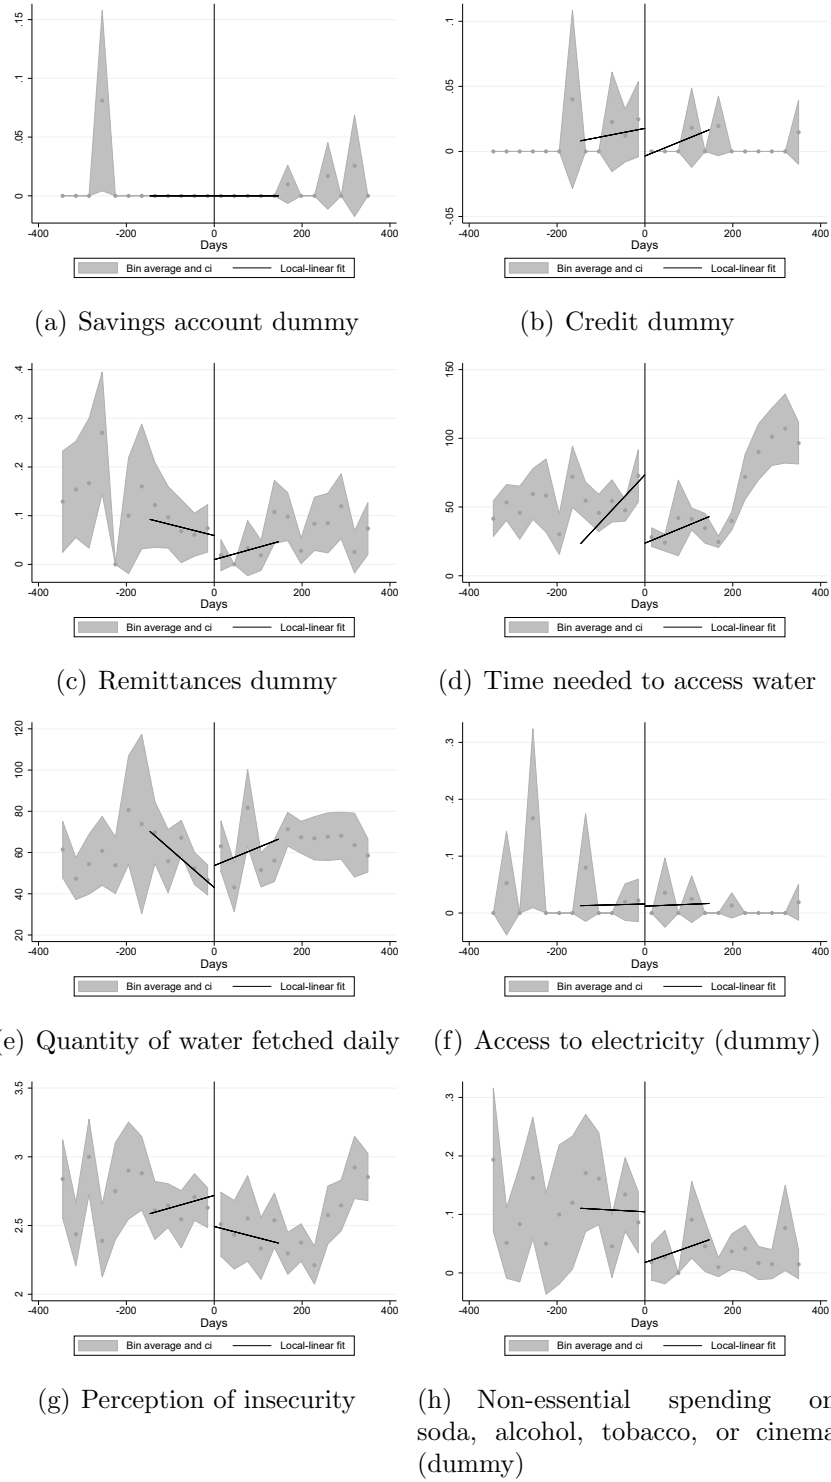 .15
.1
.05
0
-400 -200 0 200 400
Days
Bin average and ci Local-linear fit
(a) Savings account dummy
.1
.05
0
-.05
-400 -200 0 200 400
Days
Bin average and ci Local-linear fit
(b) Credit dummy
.4
.3
.2
.1
0
-400 -200 0 200 400
Days
Bin average and ci Local-linear fit
(c) Remittances dummy
150
100
50
0
-400 -200 0 200 400
Days
Bin average and ci Local-linear fit
(d) Time needed to access water
120
100
80
60
40
20
-400 -200 0 200 400
Days
Bin average and ci Local-linear fit
e) Quantity of water fetched daily
.3
.2
.1
0
-400 -200 0 200 400
Days
Bin average and ci Local-linear fit
(f) Access to electricity (dummy)
3.5
3
2.5
2
-400 -200 0 200 400
Days
Bin average and ci Local-linear fit
(g) Perception of insecurity
.3
.2
.1
0
-400 -200 0 200 400
Days
Bin average and ci Local-linear fit
(h) Non-essential spending on
soda, alcohol, tobacco, or cinema
(dummy)